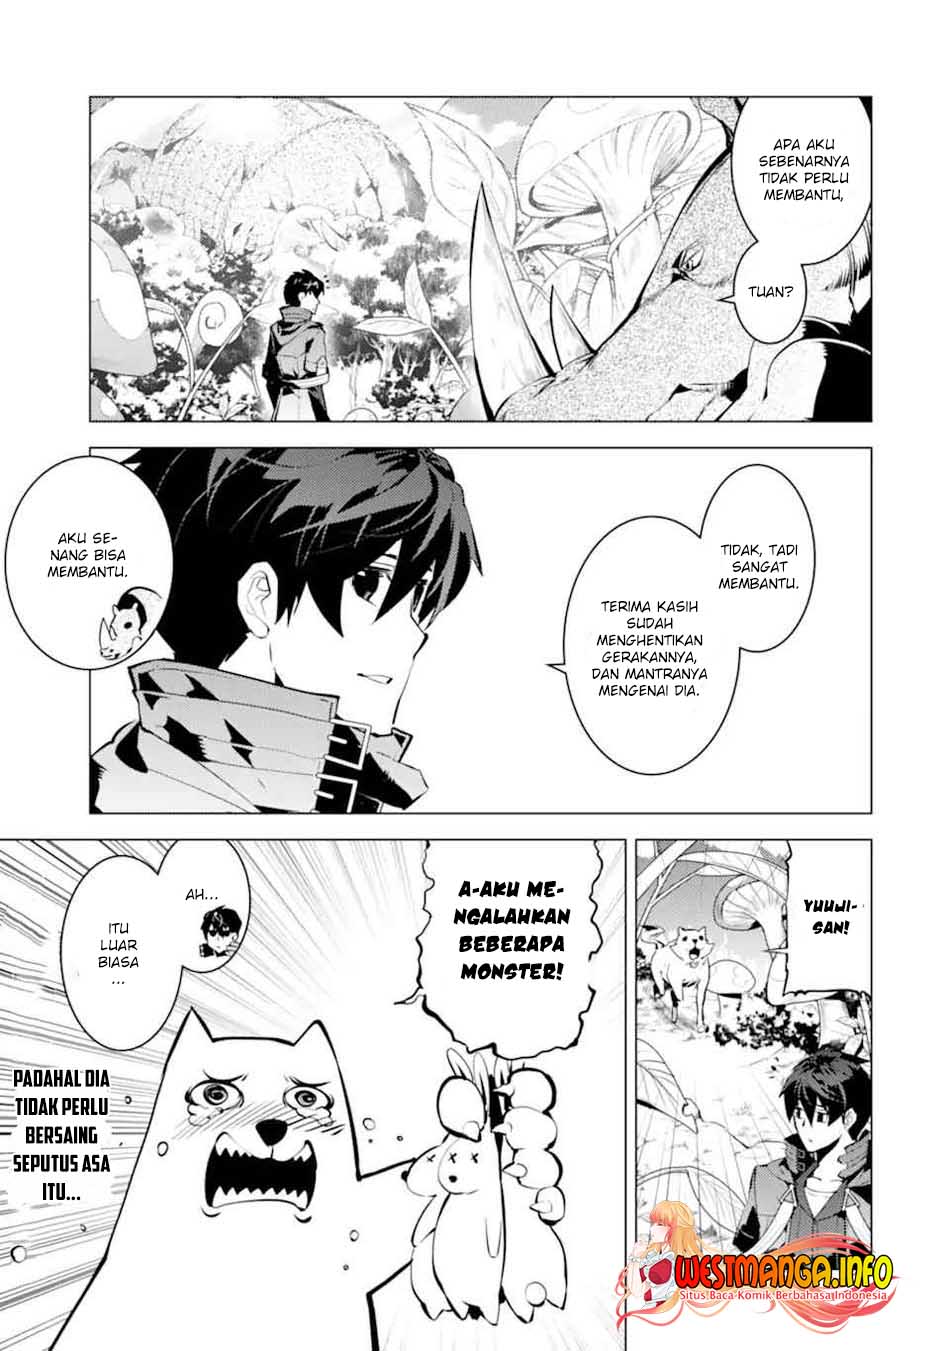 APA AKU
SEBENARNYA
TIDAK PERLU
MEMBANTU,
TUAN?
TIDAK, TADI
SANGAT
MEMBANTU.
TERIMA KASIH
SUDAH
MENGHENTIKAN
GERAKANNYA,
DAN MANTRANYA
MENGENAI DIA.
AKU SE-
NANG BISA
MEMBANTU.
YUUJI-
SAN!
A-AKU ME-
NGALAHKAN
BEBERAPA
MONSTER!
AH...
ITU
LUAR
BIASA
...
PADAHAL DIA
TIDAK PERLU
BERSAING
SEPUTUS ASA
ITU...
WESTMANGA.INFO
Situs Baca Komik Berbahasa Indonesia